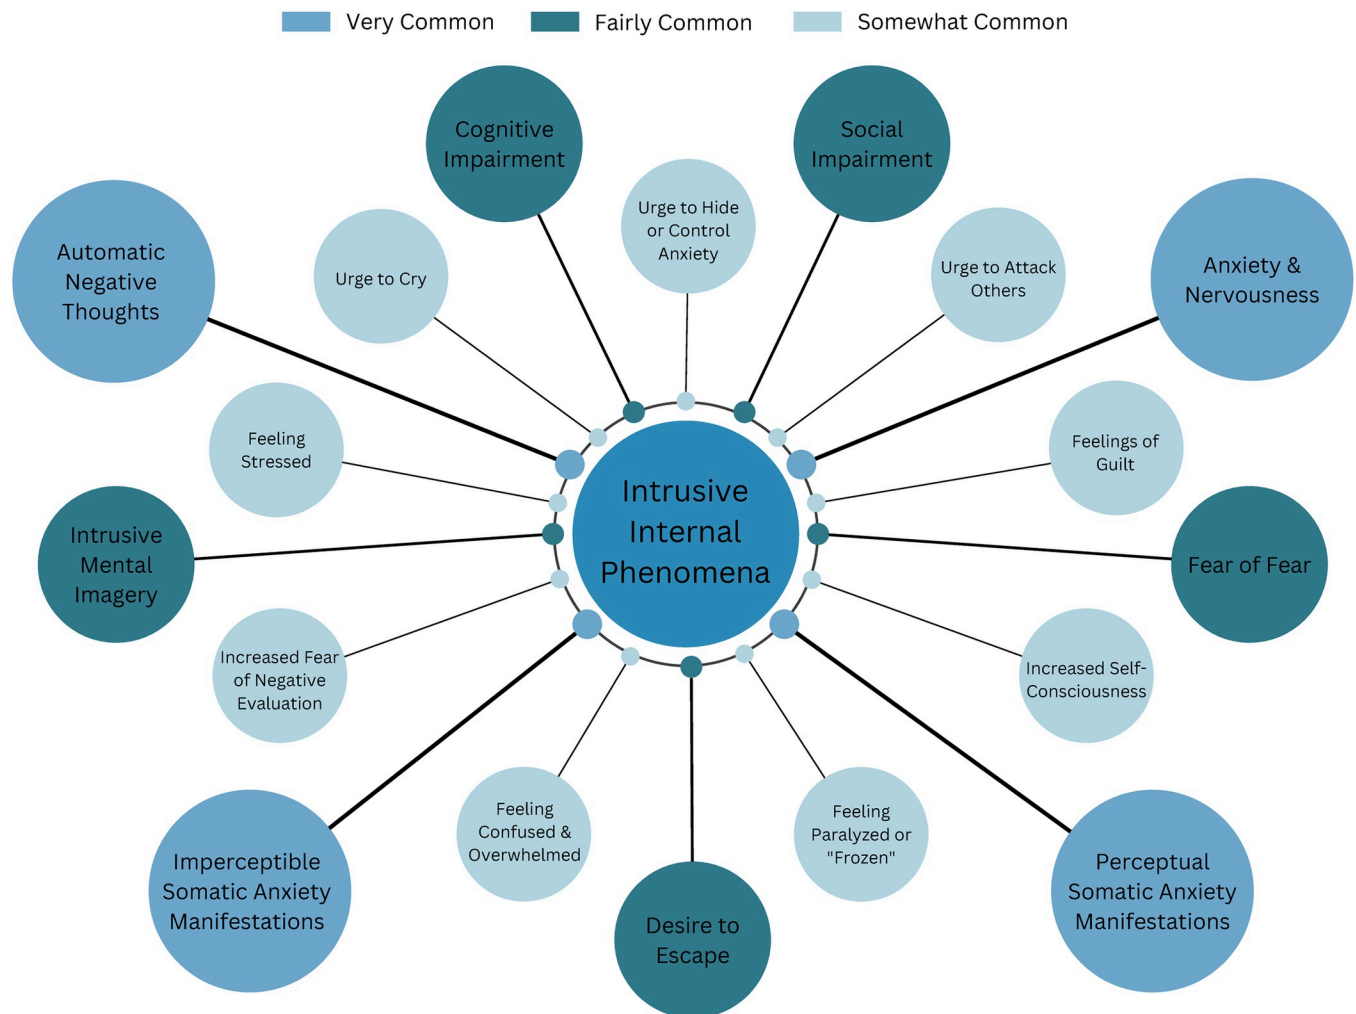 Very Common
Fairly Common
Somewhat Common
Cognitive
Impairment
Social
Impairment
Urge to Hide
or Control
Anxiety
Automatic
Negative
Thoughts
Urge to Cry
Urge to Attack
Others
Anxiety &
Nervousness
Feeling
Stressed
Feelings of
Guilt
Intrusive
Internal
Phenomena
Intrusive
Mental
Imagery
Fear of Fear
Increased Fear
of Negative
Evaluation
Increased Self-
Consciousness
Imperceptible
Somatic Anxiety
Manifestations
Feeling
Confused &
Overwhelmed
Feeling
Paralyzed or
"Frozen"
Perceptual
Somatic Anxiety
Manifestations
Desire to
Escape